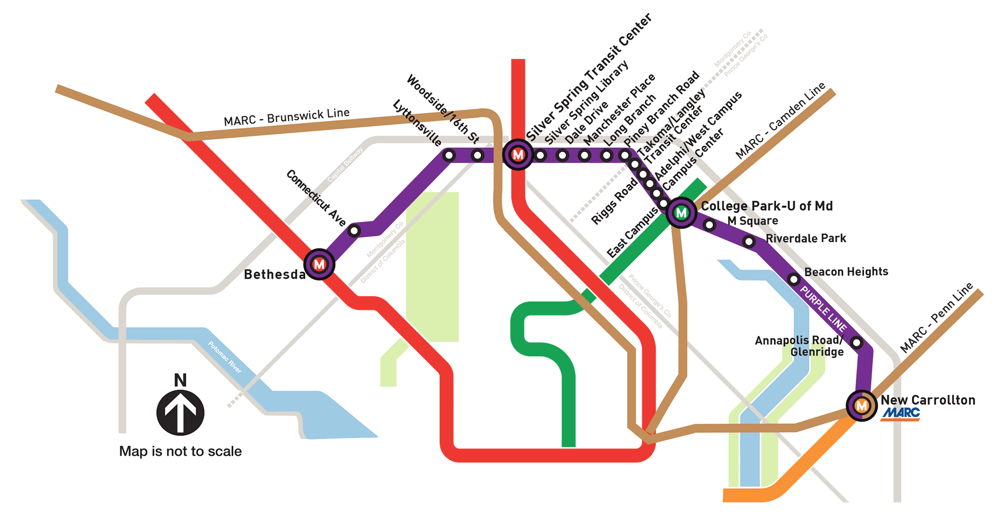 Silver Spring Transit Center
Silver Spring Library
Dale Drive
Manchester Place
Long Branch
Piney Branch Road
Takoma/Langley
Transit Center
Adelphi/West Campus
Campus Center
Montgomery Co
Prince George's Co
Woodside/16th St
Lyttonsville
MARC - Brunswick Line
MARC - Camden Line
Capital Beltway
M
Connecticut Ave
Riggs Road
East Campus
M
College Park-U of Md
M Square
Riverdale Park
Montgomery Co
District of Columbia
M
Bethesda
Beacon Heights
PURPLE LINE
Prince George's Co
District of Columbia
MARC - Penn Line
Annapolis Road/
Glenridge
Potomac River
N
M
New Carrollton
MARC
Map is not to scale